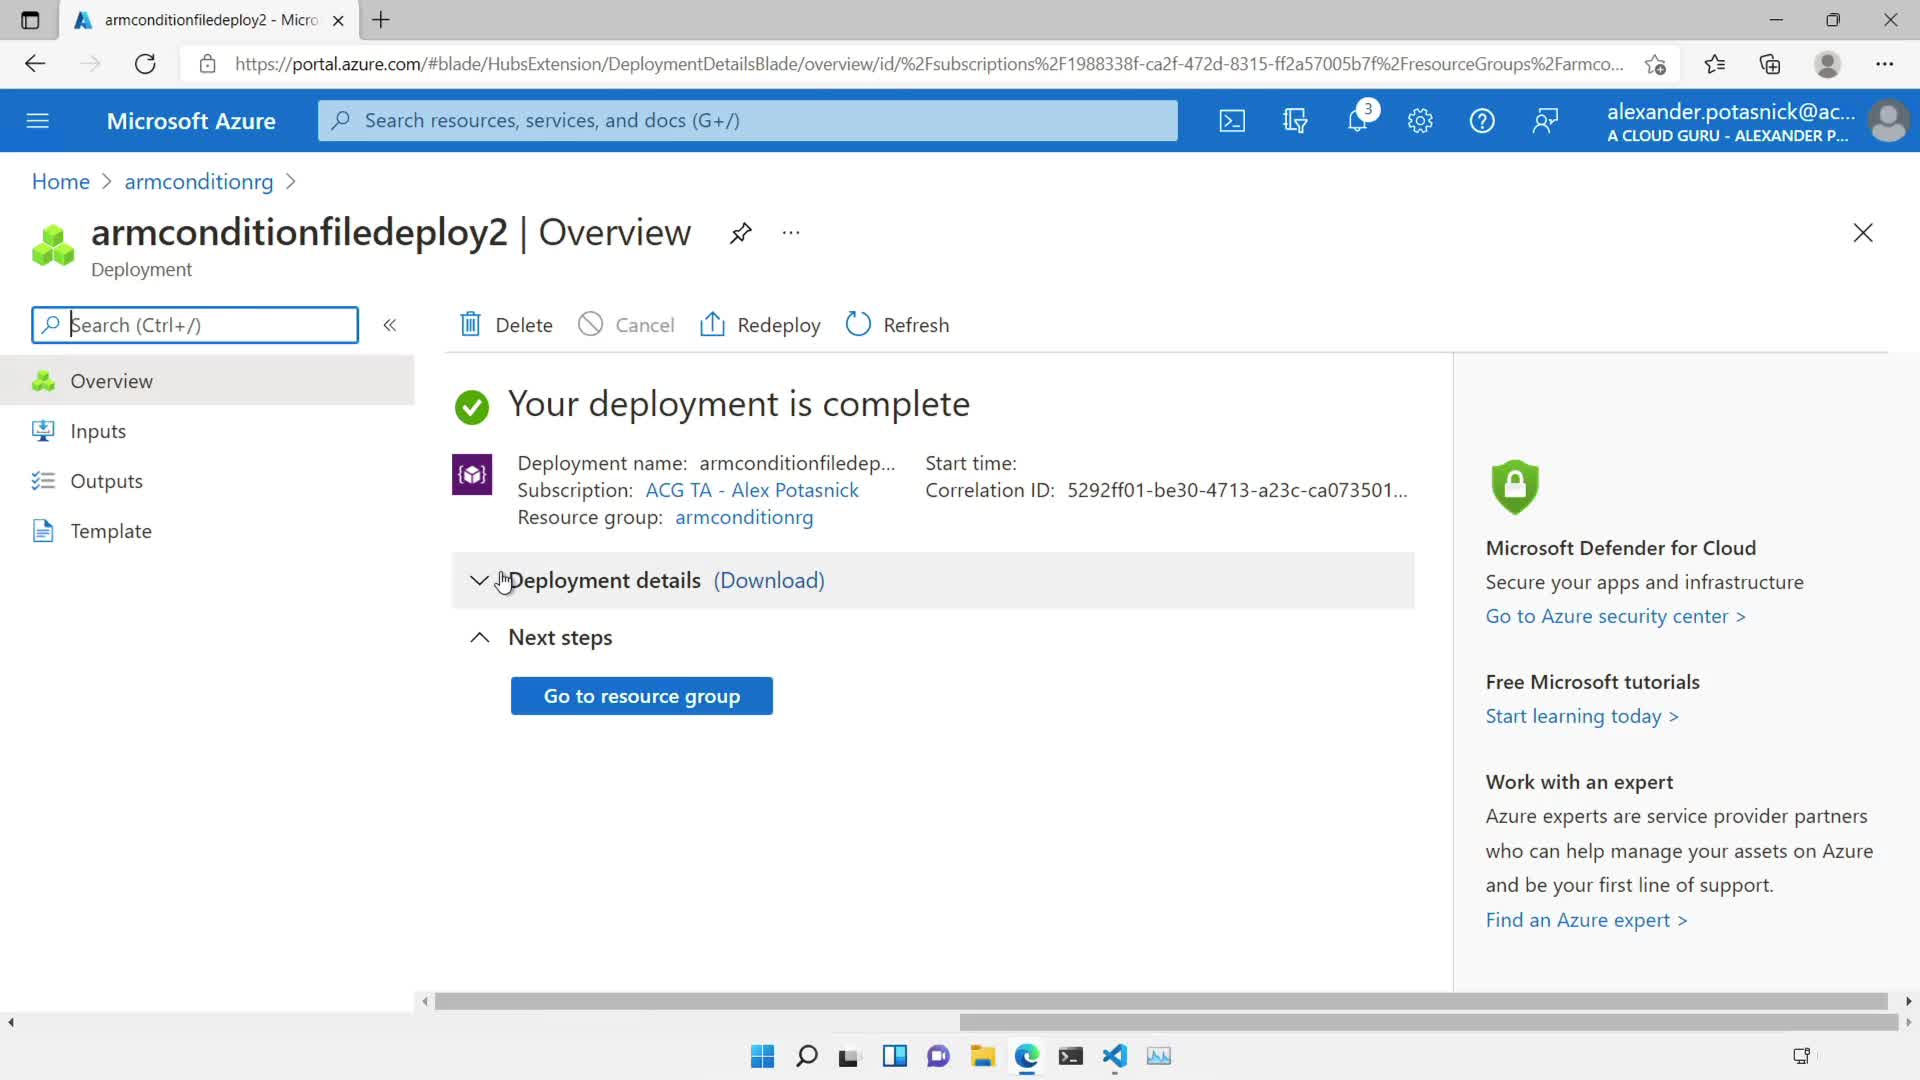 armconditionfiledeploy2 - Micro
https://portal.azure.com/#blade/HubsExtension/DeploymentDetailsBlade/overview/id/%2Fsubscriptions%2F1988338f-ca2f-472d-8315-ff2a57005b7f%2FresourceGroups%2Farmco...
Microsoft Azure
Search resources, services, and docs (G+/)
3
alexander.potasnick@ac...
A CLOUD GURU - ALEXANDER P...
Home > armconditionrg >
armconditionfiledeploy2 | Overview
...
Deployment
Search (Ctrl+/)
«
Delete
Cancel
Redeploy
Refresh
Overview
Inputs
Outputs
Template
Your deployment is complete
Deployment name: armconditionfiledep...
Start time:
Subscription: ACG TA - Alex Potasnick
Correlation ID: 5292ff01-be30-4713-a23c-ca073501...
Resource group: armconditionrg
Deployment details (Download)
Next steps
Go to resource group
Microsoft Defender for Cloud
Secure your apps and infrastructure
Go to Azure security center >
Free Microsoft tutorials
Start learning today >
Work with an expert
Azure experts are service provider partners
who can help manage your assets on Azure
and be your first line of support.
Find an Azure expert >